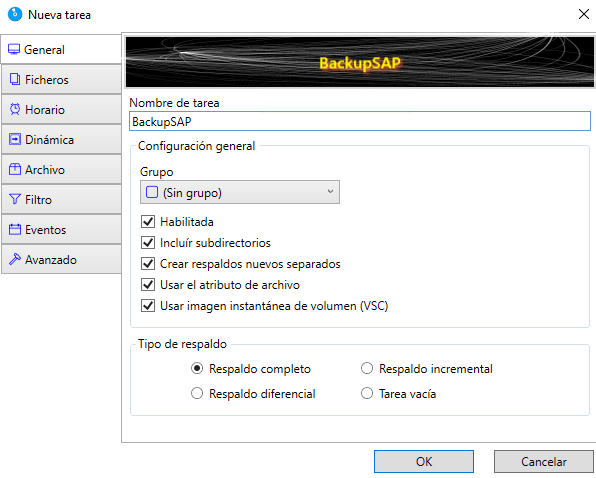 Nueva tarea
General
Ficheros
Horario
Dinámica
Archivo
Filtro
Eventos
Avanzado
BackupSAP
Nombre de tarea
BackupSAP
Configuración general
Grupo
(Sin grupo)
Habilitada
Incluír subdirectorios
Crear respaldos nuevos separados
Usar el atributo de archivo
Usar imagen instantánea de volumen (VSC)
Tipo de respaldo
Respaldo completo Respaldo incremental
Respaldo diferencial Tarea vacía
OK Cancelar